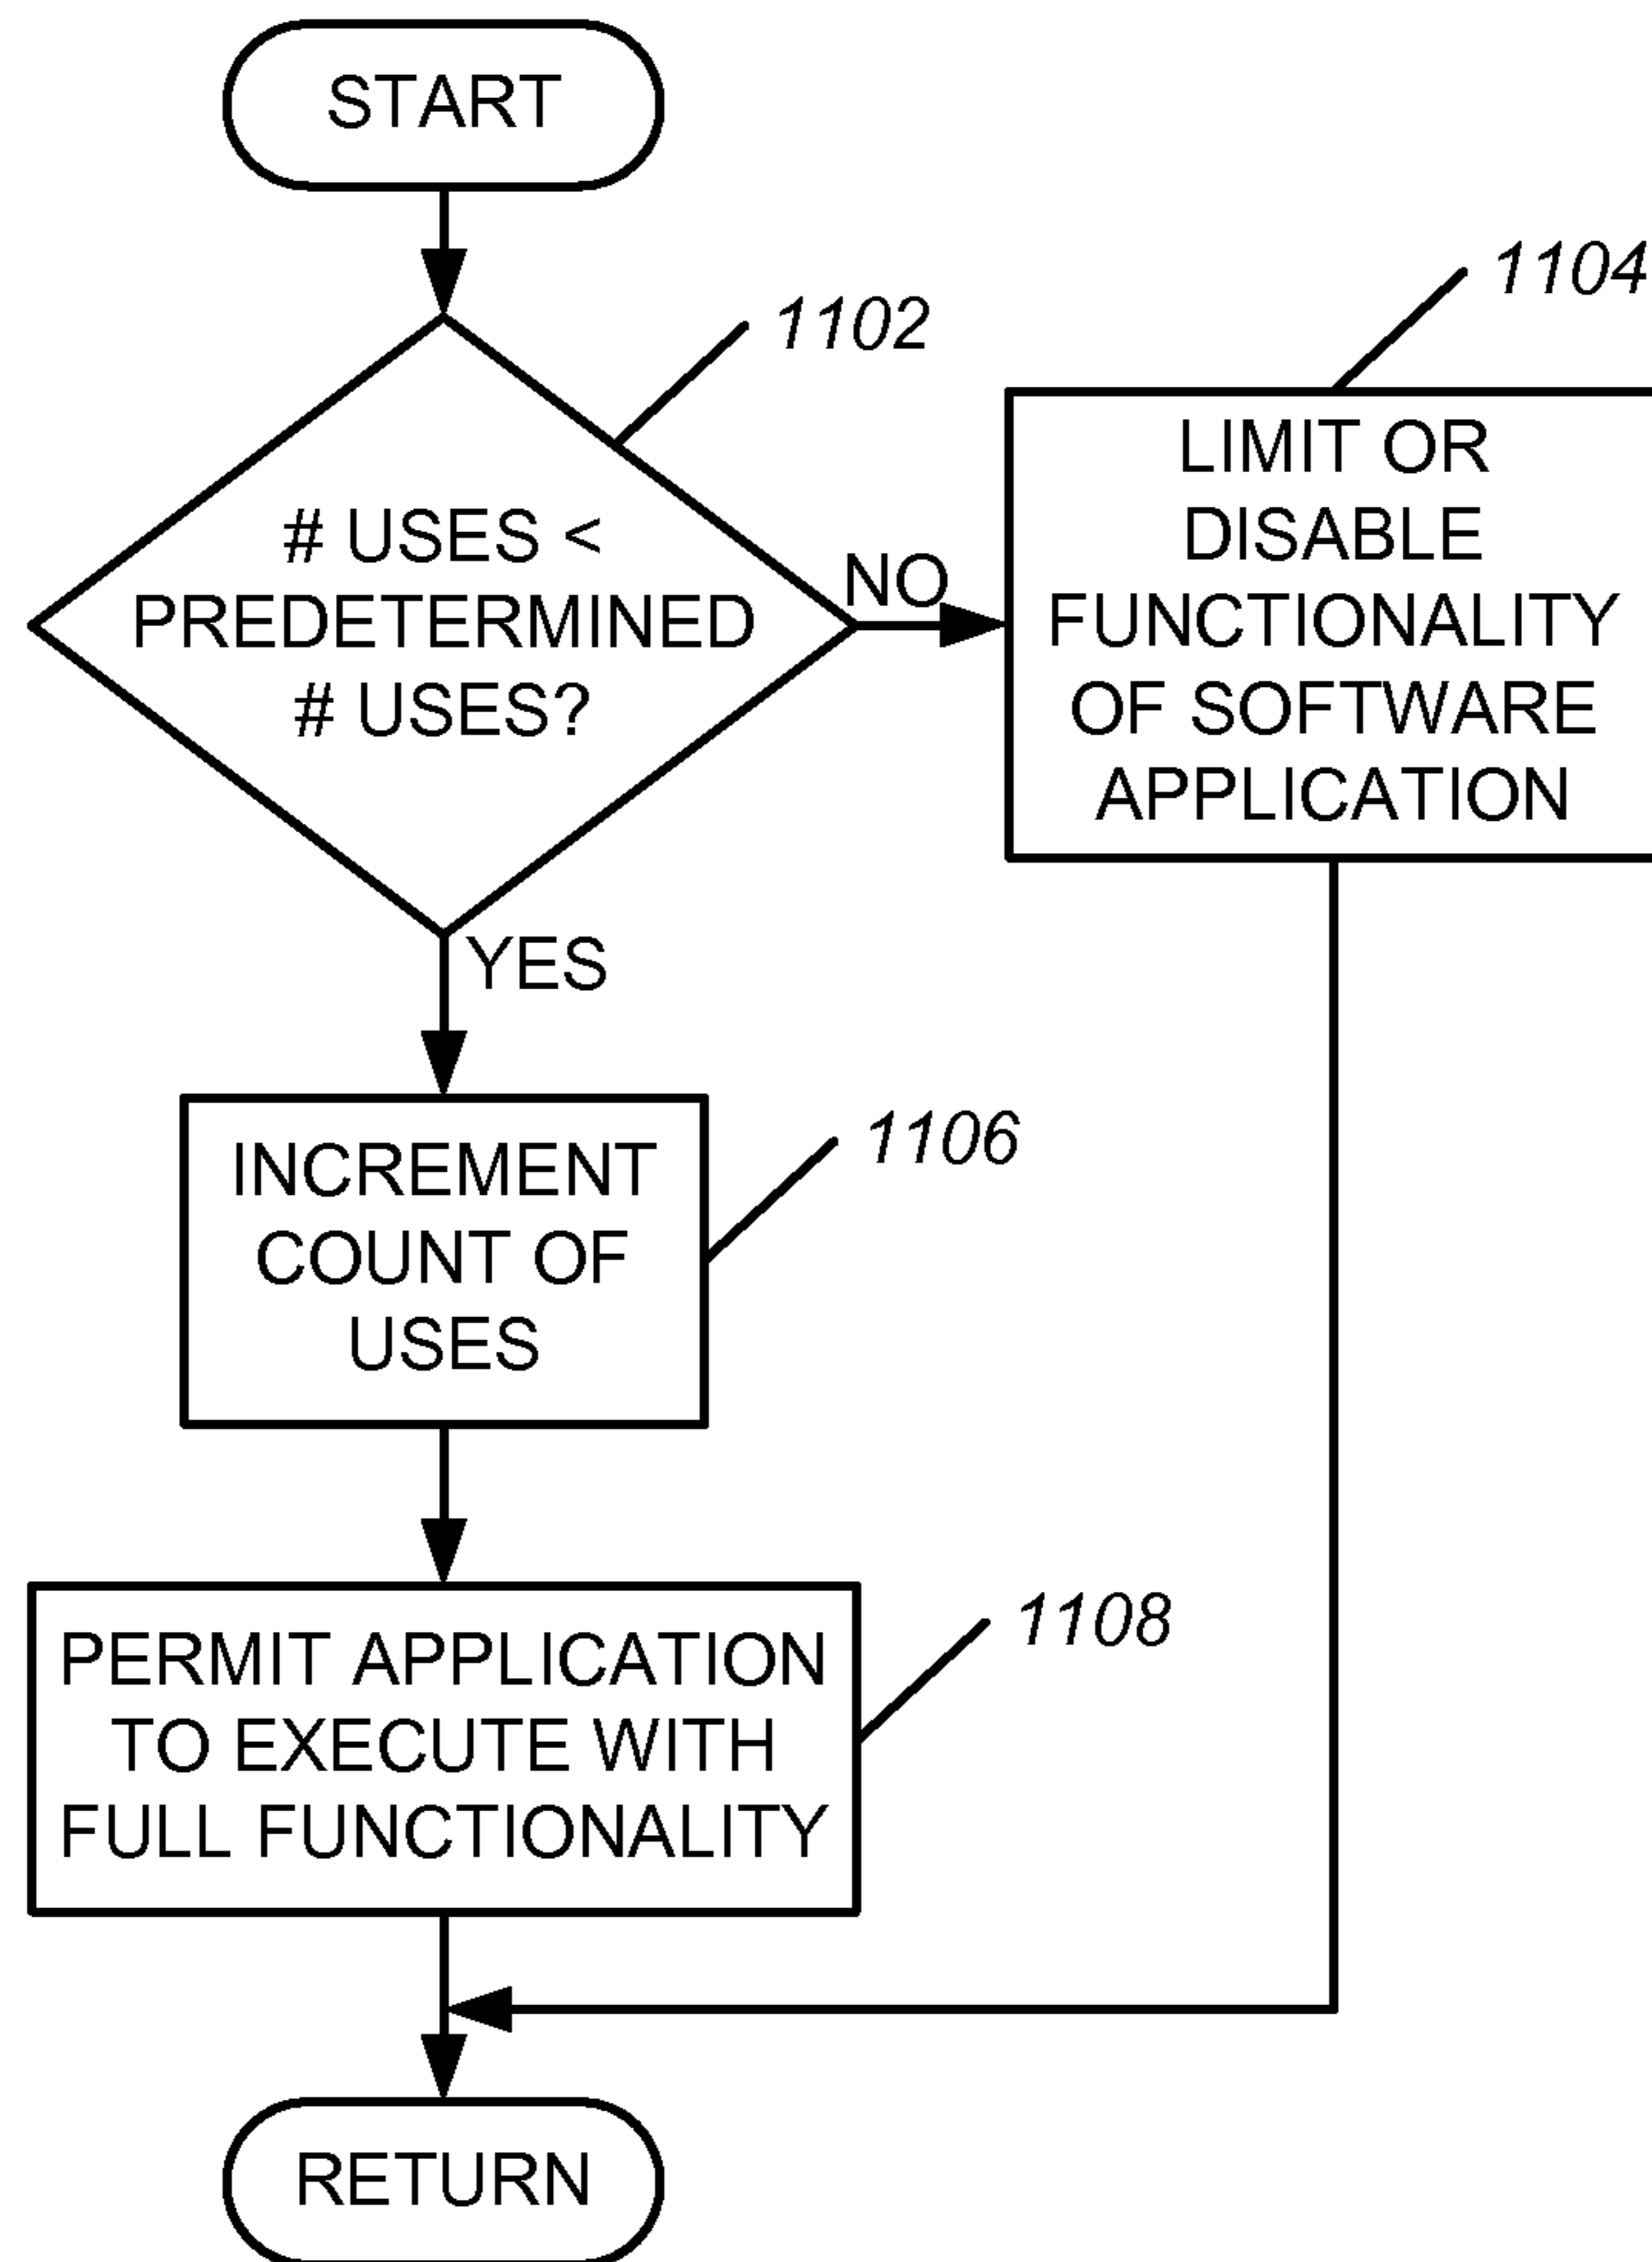 START
1102
# USES <
PREDETERMINED
# USES?
NO
1104
LIMIT OR
DISABLE
FUNCTIONALITY
OF SOFTWARE
APPLICATION
YES
INCREMENT
COUNT OF
USES
1106
PERMIT APPLICATION
TO EXECUTE WITH
FULL FUNCTIONALITY
1108
RETURN